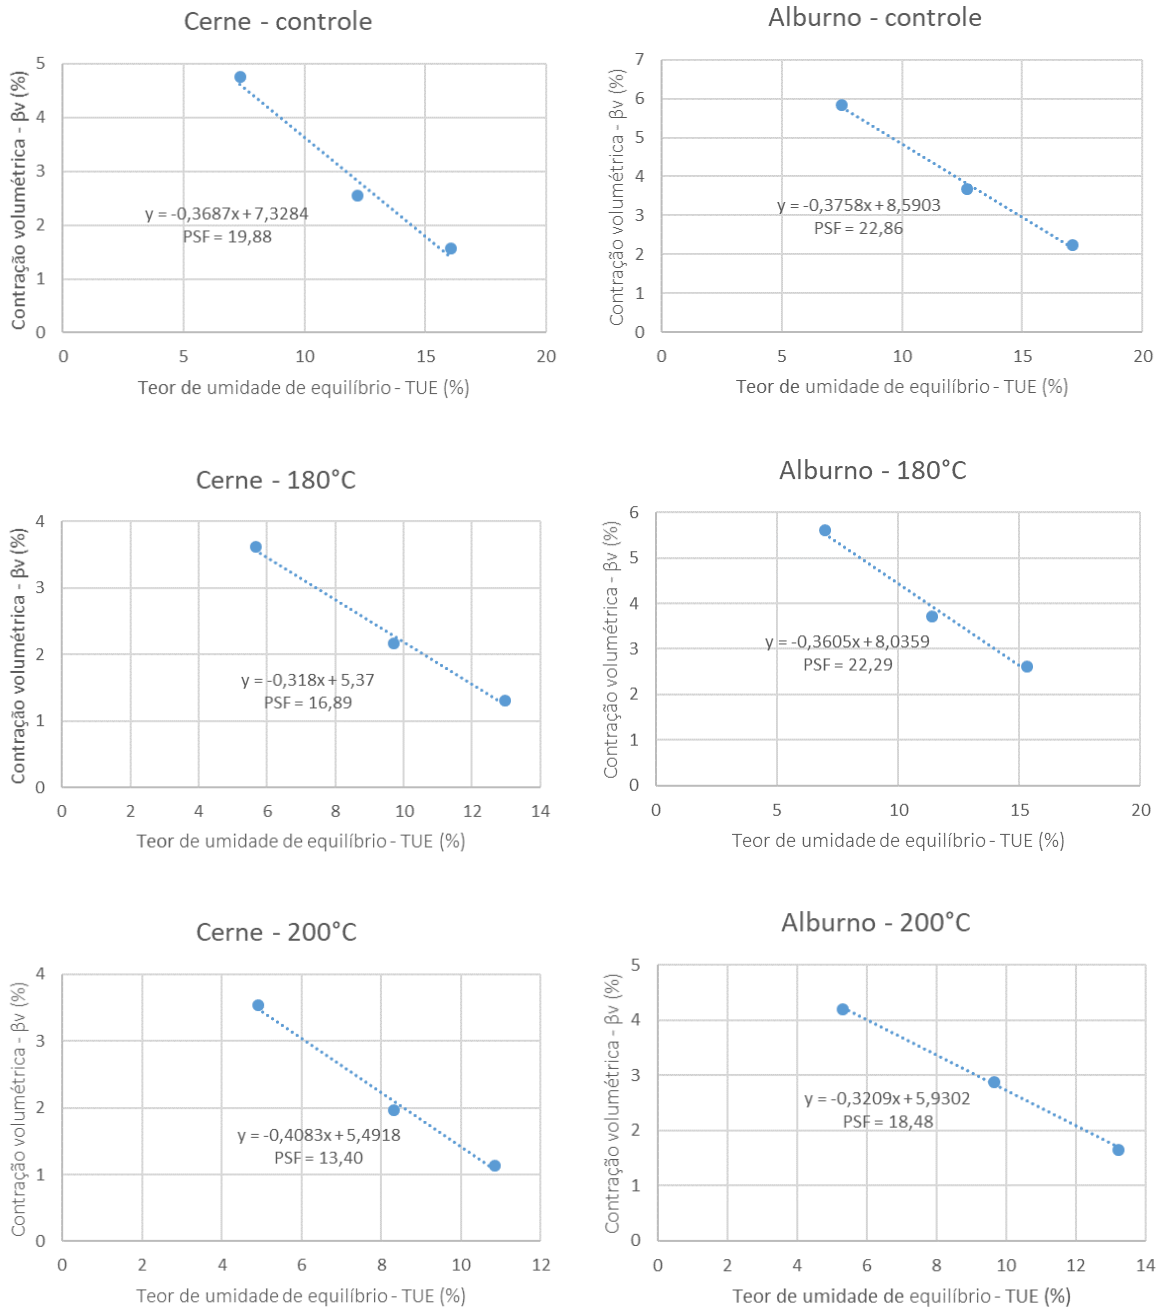 Cerne - controle
Contração volumétrica - βv (%)
5
4
3
2
1
0
y = -0,3687x + 7,3284
PSF = 19,88
0 5 10 15 20
Teor de umidade de equilíbrio - TUE (%)
Alburno - controle
Contração volumétrica - βv (%)
7
6
5
4
3
2
1
0
y = -0,3758x + 8,5903
PSF = 22,86
0 5 10 15 20
Teor de umidade de equilíbrio - TUE (%)
Cerne - 180°C
Contração volumétrica - βv (%)
4
3
2
1
0
y = -0,318x + 5,37
PSF = 16,89
0 2 4 6 8 10 12 14
Teor de umidade de equilíbrio - TUE (%)
Alburno - 180°C
Contração volumétrica - βv (%)
6
5
4
3
2
1
0
y = -0,3605x + 8,0359
PSF = 22,29
0 5 10 15 20
Teor de umidade de equilíbrio - TUE (%)
Cerne - 200°C
Contração volumétrica - βv (%)
4
3
2
1
0
y = -0,4083x + 5,4918
PSF = 13,40
0 2 4 6 8 10 12
Teor de umidade de equilíbrio - TUE (%)
Alburno - 200°C
Contração volumétrica - βv (%)
5
4
3
2
1
0
y = -0,3209x + 5,9302
PSF = 18,48
0 2 4 6 8 10 12 14
Teor de umidade de equilíbrio - TUE (%)